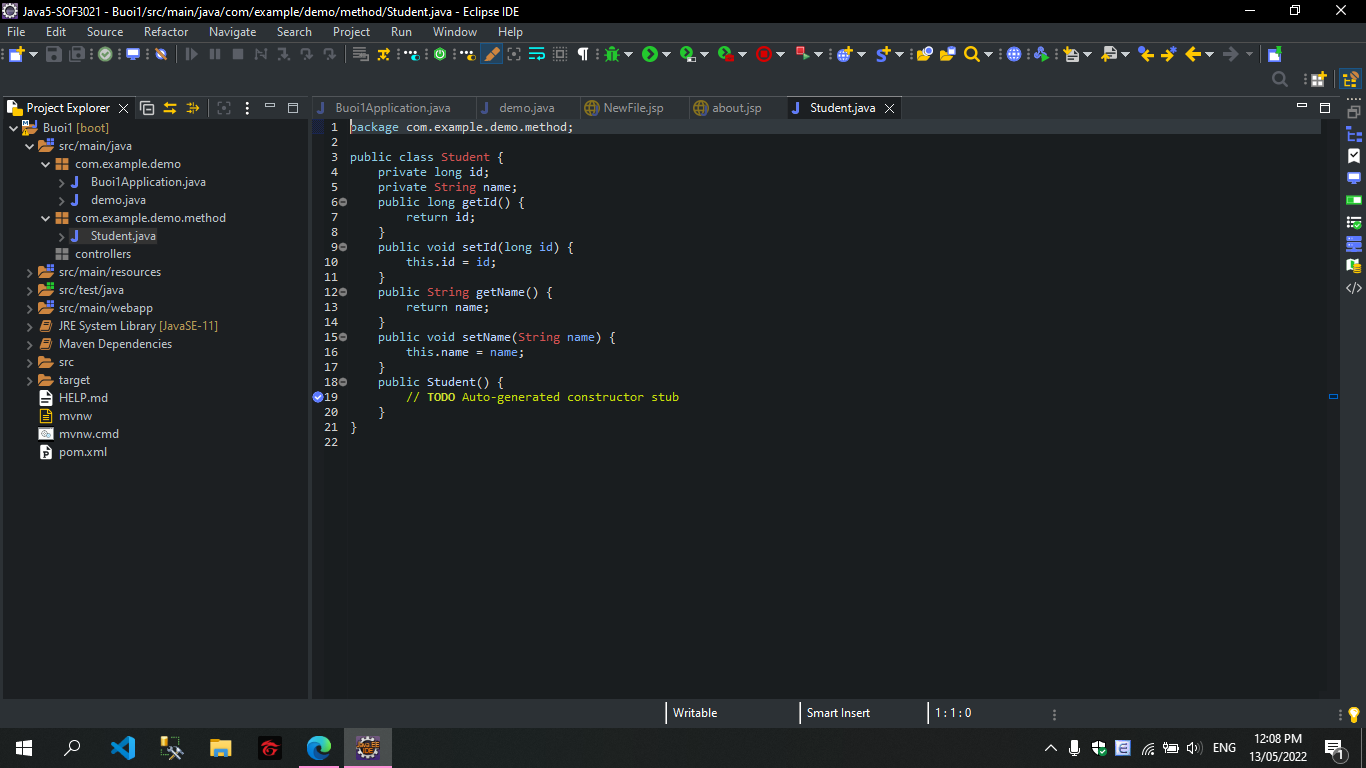 Java5-SOF3021 - Buoi1/src/main/java/com/example/demo/method/Student.java - Eclipse IDE
File Edit Source Refactor Navigate Search Project Run Window Help
Project Explorer
Buoi1 [boot]
src/main/java
com.example.demo
Buoi1Application.java
demo.java
com.example.demo.method
Student.java
controllers
src/main/resources
src/test/java
src/main/webapp
JRE System Library [JavaSE-11]
Maven Dependencies
src
target
HELP.md
mvnw
mvnw.cmd
pom.xml
Buoi1Application.java demo.java NewFile.jsp about.jsp Student.java
1 package com.example.demo.method;
2
3 public class Student {
4     private long id;
5     private String name;
6     public long getId() {
7         return id;
8     }
9     public void setId(long id) {
10         this.id = id;
11     }
12     public String getName() {
13         return name;
14     }
15     public void setName(String name) {
16         this.name = name;
17     }
18     public Student() {
19         // TODO Auto-generated constructor stub
20     }
21 }
22
Writable Smart Insert 1 : 1 : 0
ENG
12:08 PM
13/05/2022
1